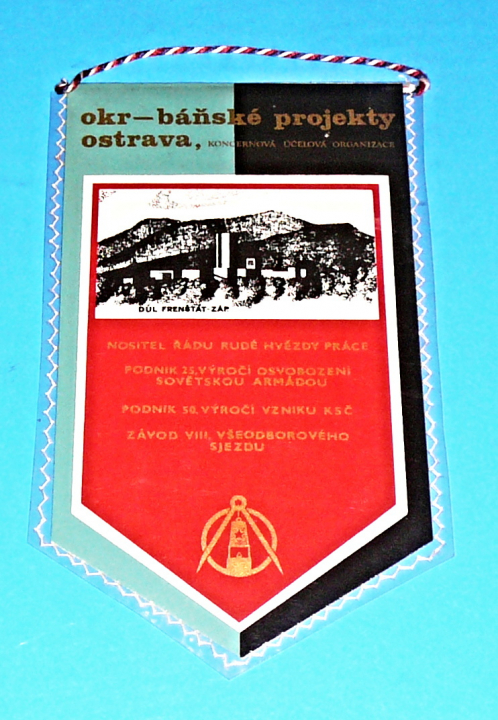 okr—báňské projekty
ostrava, KONCERNOVÁ ÚČELOVÁ ORGANIZACE
DŮL FRENŠTÁT-ZÁP
NOSITEL ŘÁDU RUDÉ HVĚZDY PRÁCE
PODNIK 25. VÝROČÍ OSVOBOZENÍ
SOVĚTSKOU ARMÁDOU
PODNIK 50. VÝROČÍ VZNIKU KSČ
ZÁVOD VIII. VŠEODBOROVÉHO
SJEZDU